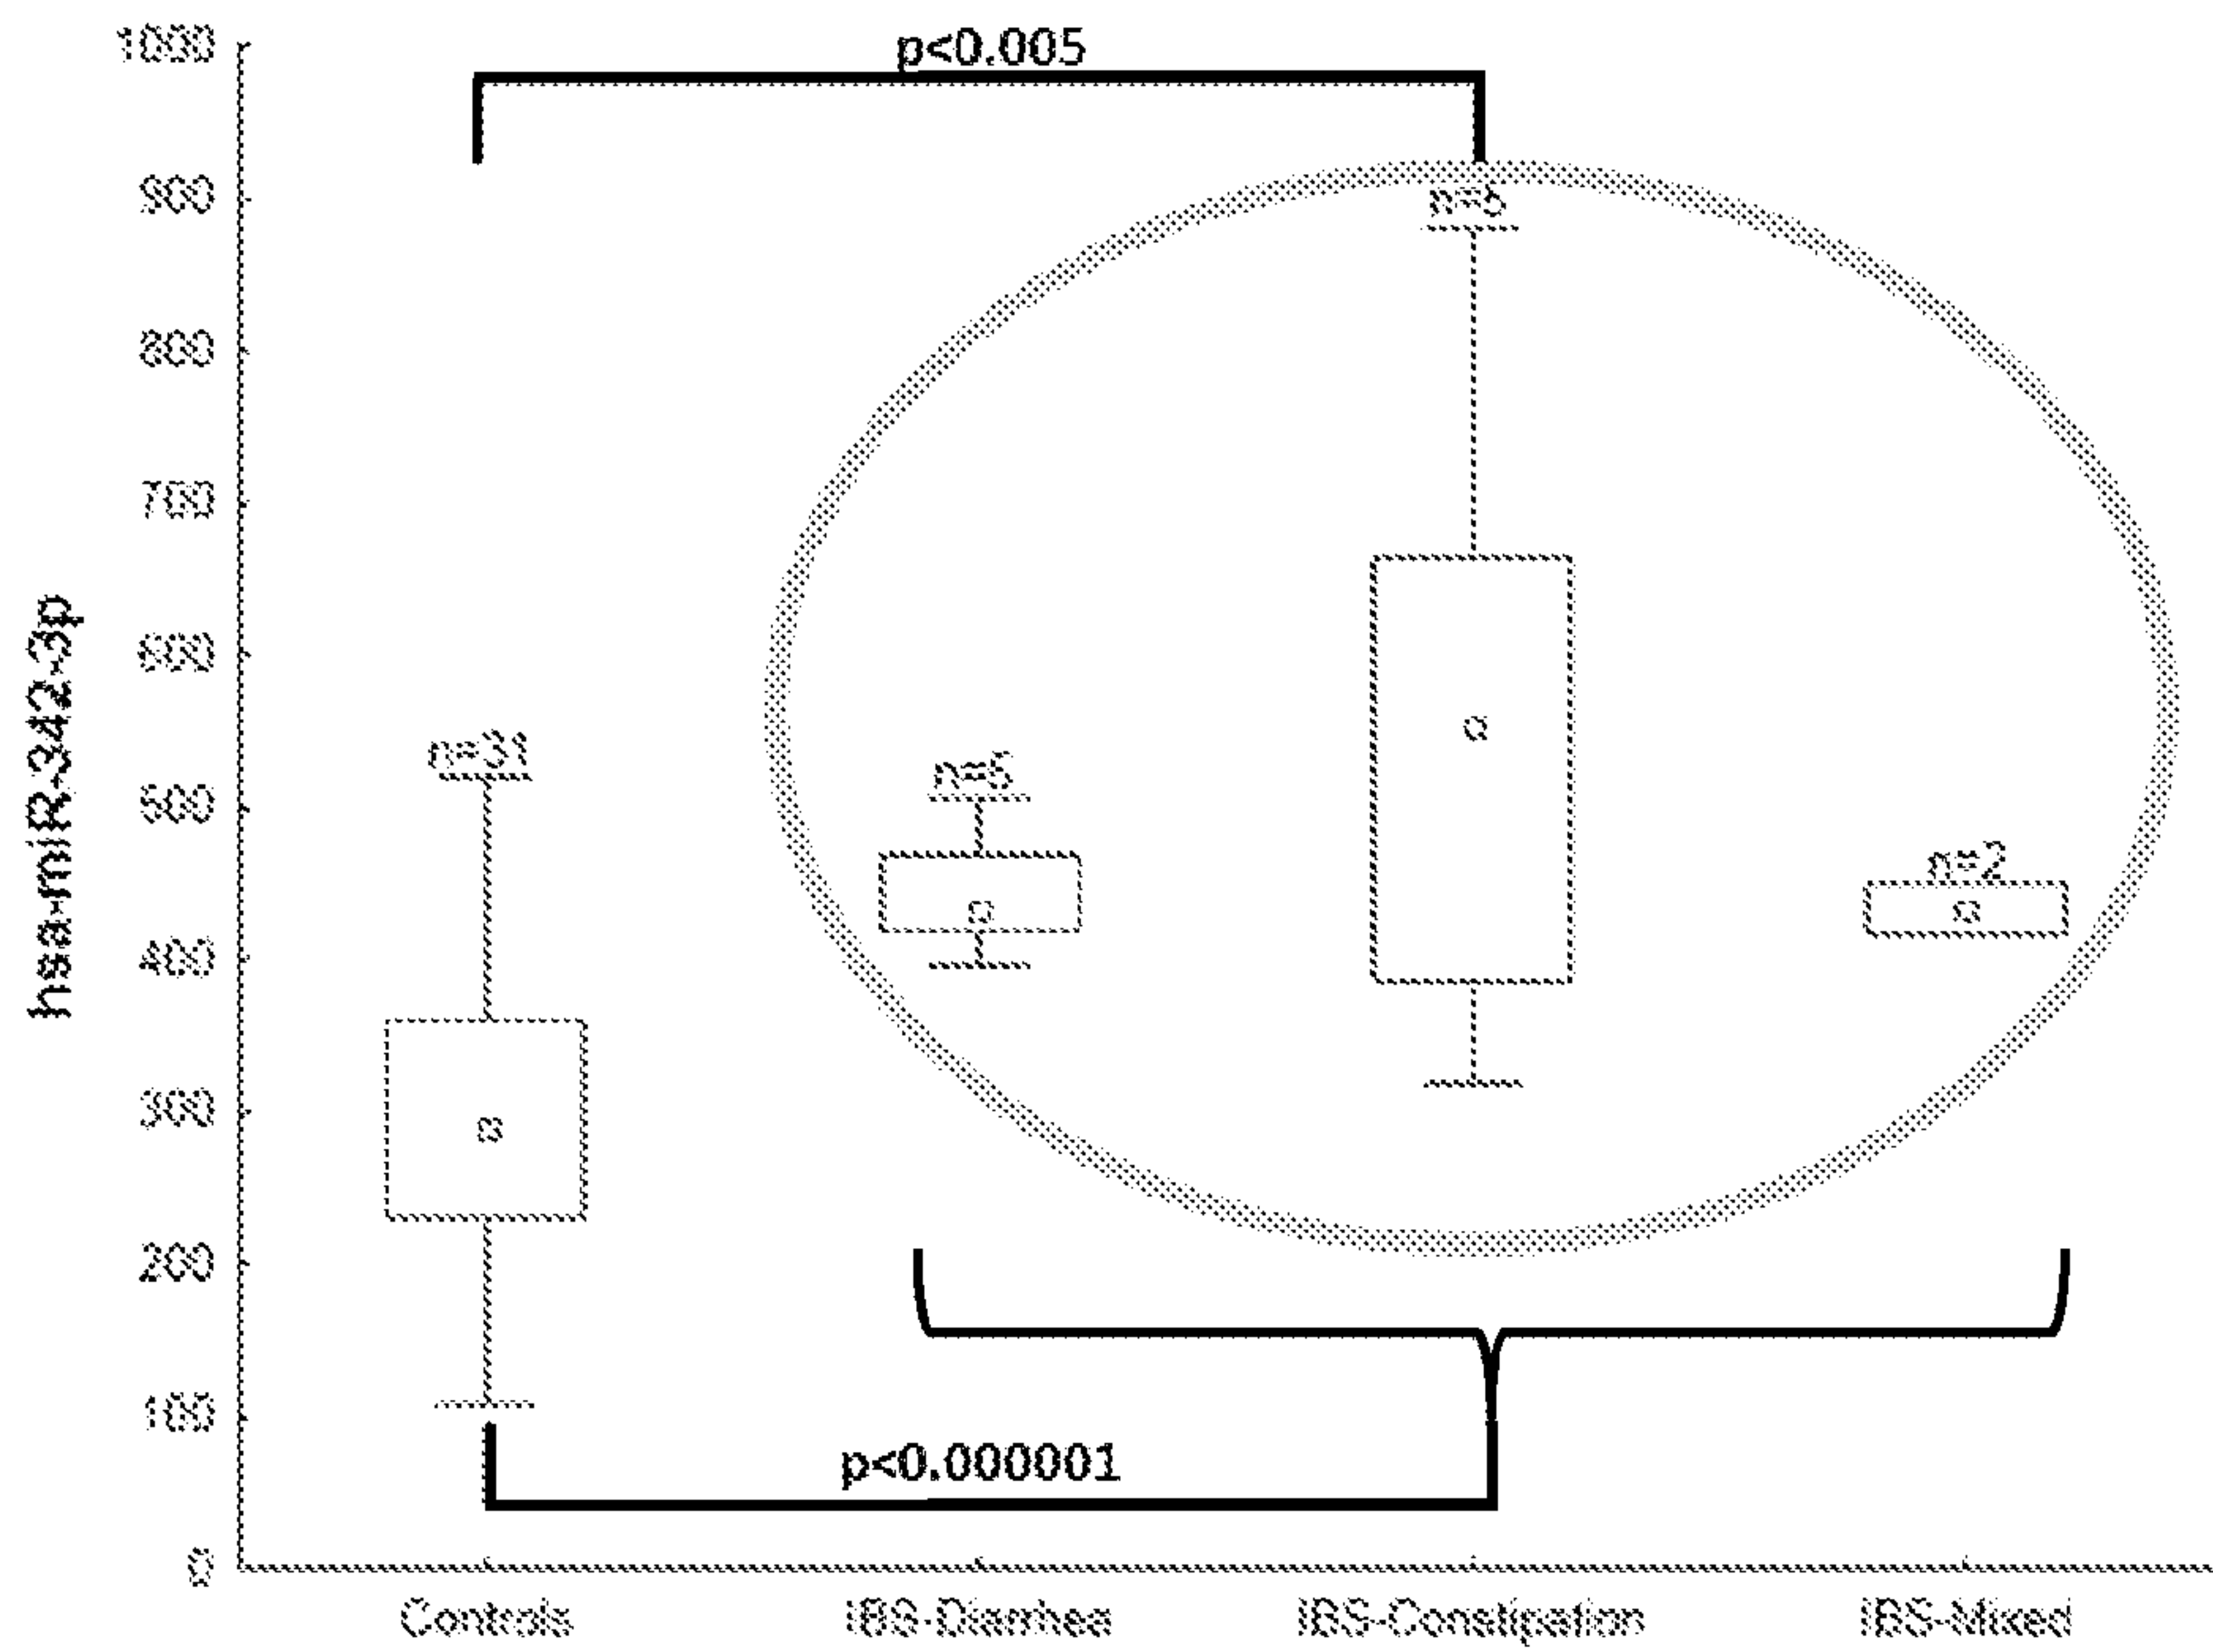 p<0.005
1000
900
800
700
600
500
400
300
200
100
0
hsa-miR-342-3p
n=31
n=5
n=2
p<0.000001
Controls
IBS-Diarrhea
IBS-Constipation
IBS-Mixed